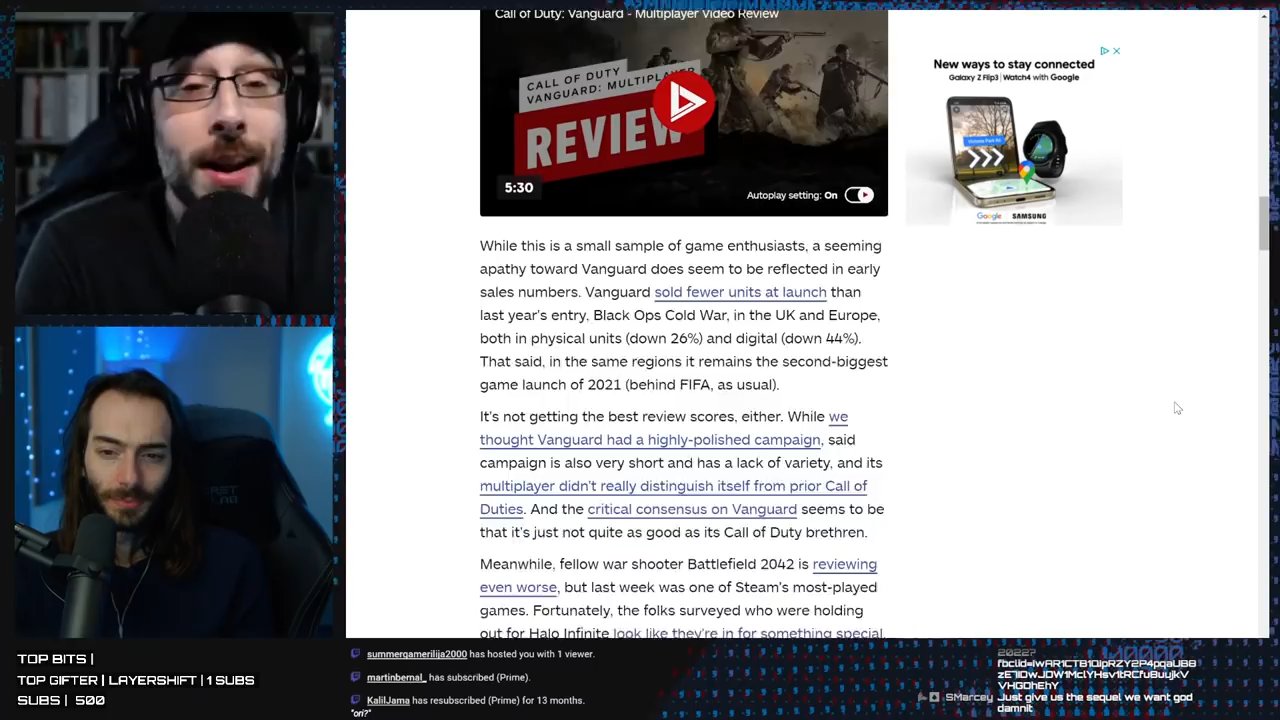 Call of Duty: Vanguard - Multiplayer Video Review
CALL OF DUTY
VANGUARD: MULTIPLAYER
REVIEW
5:30
Autoplay setting: On
New ways to stay connected
Galaxy Z Flip3 | Watch4 with Google
Google SAMSUNG
While this is a small sample of game enthusiasts, a seeming
apathy toward Vanguard does seem to be reflected in early
sales numbers. Vanguard sold fewer units at launch than
last year's entry, Black Ops Cold War, in the UK and Europe,
both in physical units (down 26%) and digital (down 44%).
That said, in the same regions it remains the second-biggest
game launch of 2021 (behind FIFA, as usual).
It's not getting the best review scores, either. While we
thought Vanguard had a highly-polished campaign, said
campaign is also very short and has a lack of variety, and its
multiplayer didn't really distinguish itself from prior Call of
Duties. And the critical consensus on Vanguard seems to be
that it's just not quite as good as its Call of Duty brethren.
Meanwhile, fellow war shooter Battlefield 2042 is reviewing
even worse, but last week was one of Steam's most-played
games. Fortunately, the folks surveyed who were holding
out for Halo Infinite look like they're in for something special.
TOP BITS |
TOP GIFTER | LAYERSHIFT | 1 SUBS
SUBS | 500
summergamerilija2000 has hosted you with 1 viewer.
martinbernal_ has subscribed (Prime).
KalilJama has resubscribed (Prime) for 13 months.
"ori?"
2022?
SMarcey
Just give us the sequel we want god
damnit